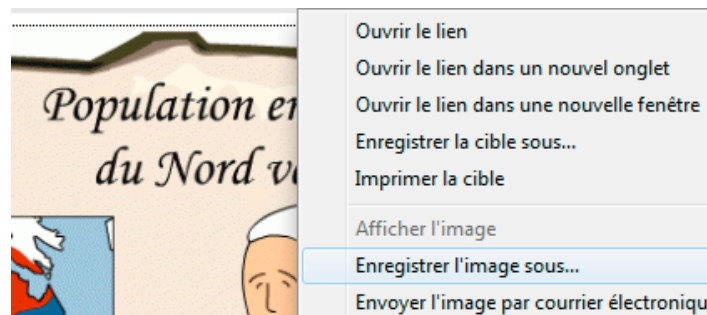 Population en
du Nord v
Ouvrir le lien
Ouvrir le lien dans un nouvel onglet
Ouvrir le lien dans une nouvelle fenêtre
Enregistrer la cible sous...
Imprimer la cible
Afficher l'image
Enregistrer l'image sous...
Envoyer l'image par courrier électroniqu